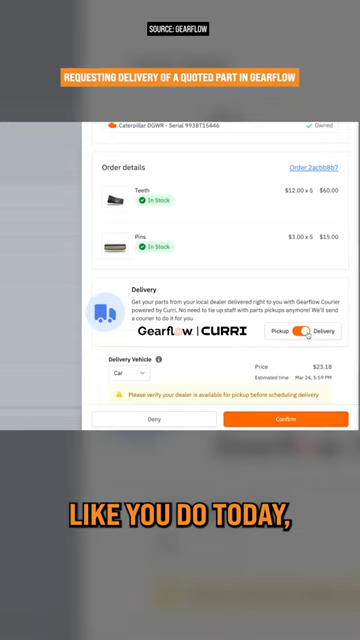 SOURCE: GEARFLOW
REQUESTING DELIVERY OF A QUOTED PART IN GEARFLOW
Caterpillar DGWR - Serial 9938T15446
Owned
Order details
Order 2acbb8b7
Teeth
$12.00 x 5 $60.00
In Stock
Pins
$3.00 x 5 $15.00
In Stock
Delivery
Get your parts from your local dealer delivered right to you with Gearflow Courier
powered by Curri. No need to tie up staff with parts pickups anymore! We'll send
a courier to do it for you.
Gearflow | CURRI
Pickup
Delivery
Delivery Vehicle
Car
Price $23.18
Estimated time Mar 24, 5:59 PM
Please verify your dealer is available for pickup before scheduling delivery
Deny
Confirm
LIKE YOU DO TODAY,